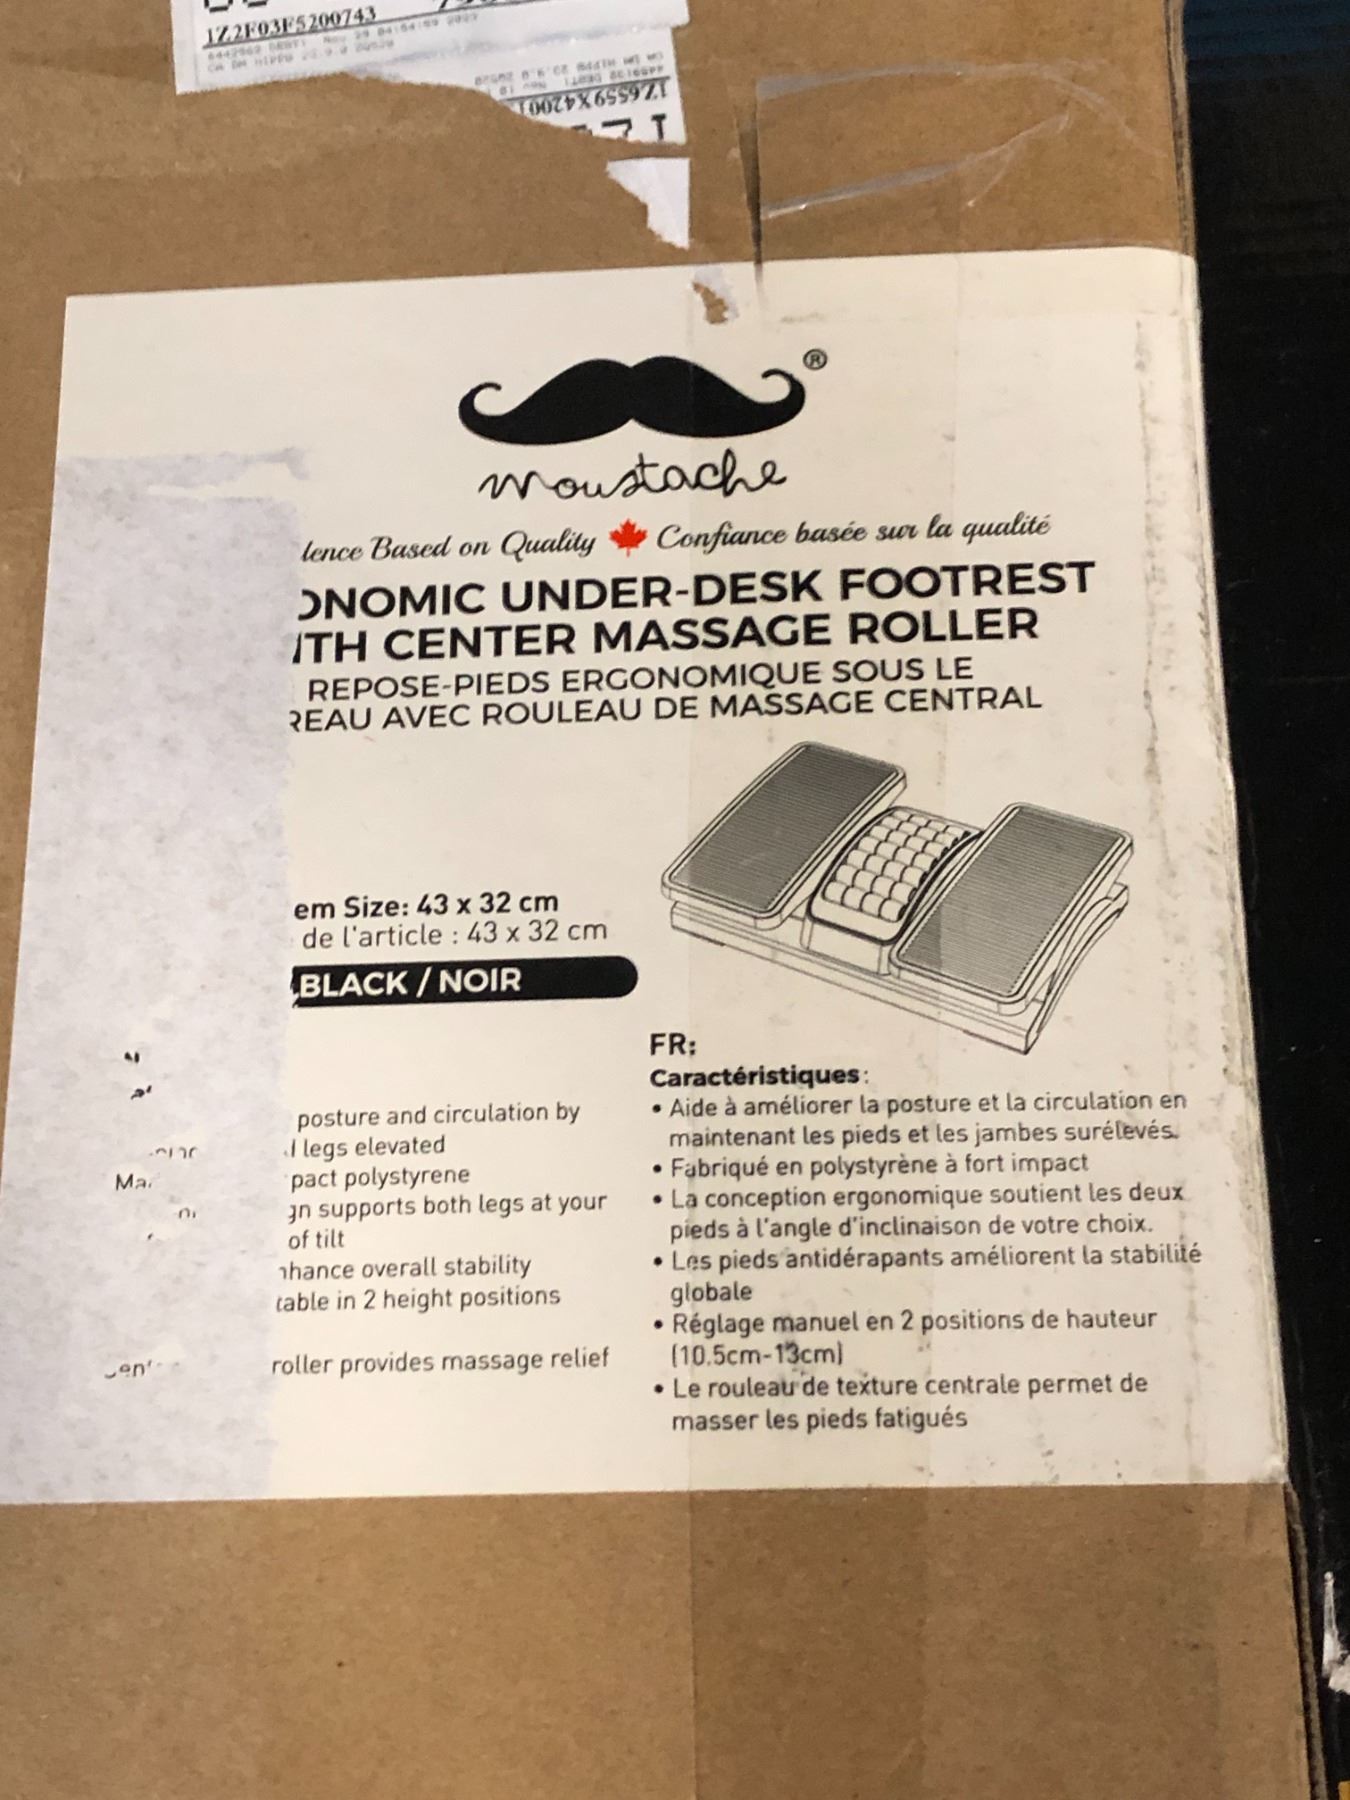 1Z2F03F5200743
®
moustache
Based on Quality Confiance basée sur la qualité
ONOMIC UNDER-DESK FOOTREST
ITH CENTER MASSAGE ROLLER
REPOSE-PIEDS ERGONOMIQUE SOUS LE
REAU AVEC ROULEAU DE MASSAGE CENTRAL
em Size: 43 x 32 cm
de l'article : 43 x 32 cm
BLACK / NOIR
posture and circulation by
legs elevated
pact polystyrene
gn supports both legs at your
of tilt
nhance overall stability
table in 2 height positions
roller provides massage relief
FR:
Caractéristiques:
• Aide à améliorer la posture et la circulation en
maintenant les pieds et les jambes surélevés.
• Fabriqué en polystyrène à fort impact
• La conception ergonomique soutient les deux
pieds à l'angle d'inclinaison de votre choix.
• Les pieds antidérapants améliorent la stabilité
globale
• Réglage manuel en 2 positions de hauteur
(10.5cm-13cm)
• Le rouleau de texture centrale permet de
masser les pieds fatigués